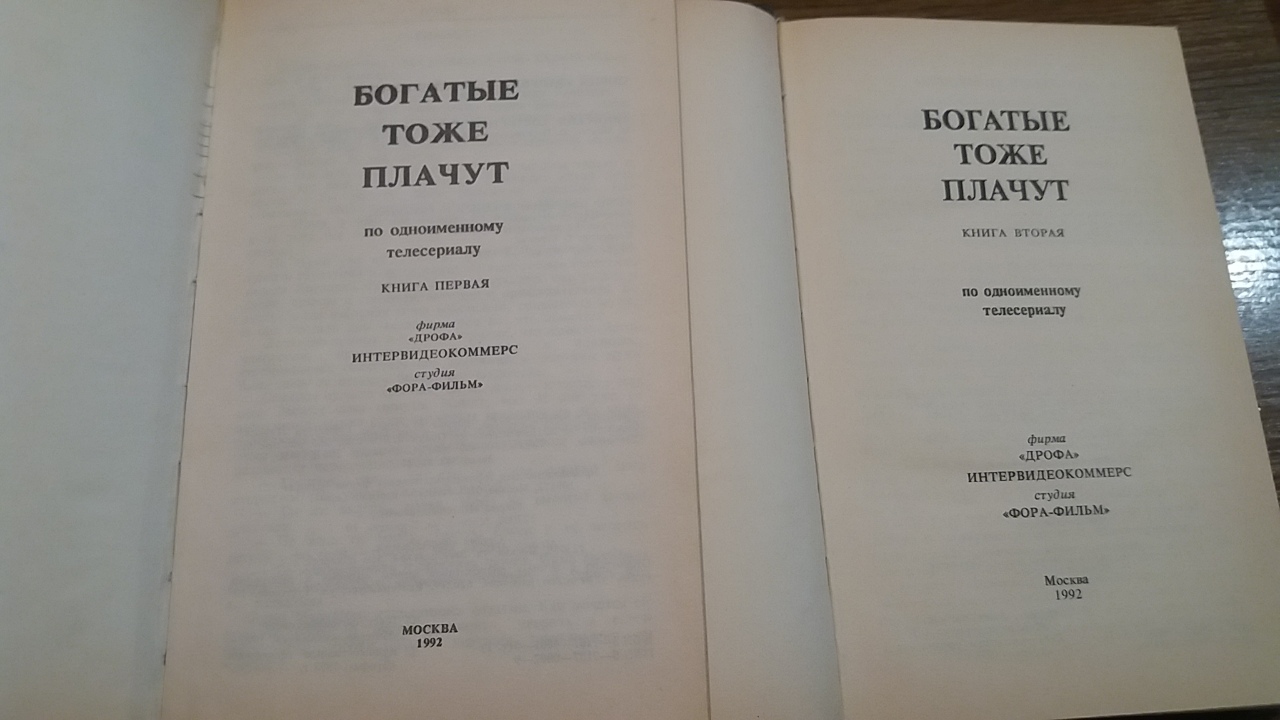 БОГАТЫЕ
ТОЖЕ
ПЛАЧУТ
по одноименному
телесериалу
КНИГА ПЕРВАЯ
фирма
«ДРОФА»
ИНТЕРВИДЕОКОММЕРС
студия
«ФОРА-ФИЛЬМ»
МОСКВА
1992
БОГАТЫЕ
ТОЖЕ
ПЛАЧУТ
КНИГА ВТОРАЯ
по одноименному
телесериалу
фирма
«ДРОФА»
ИНТЕРВИДЕОКОММЕРС
студия
«ФОРА-ФИЛЬМ»
Москва
1992